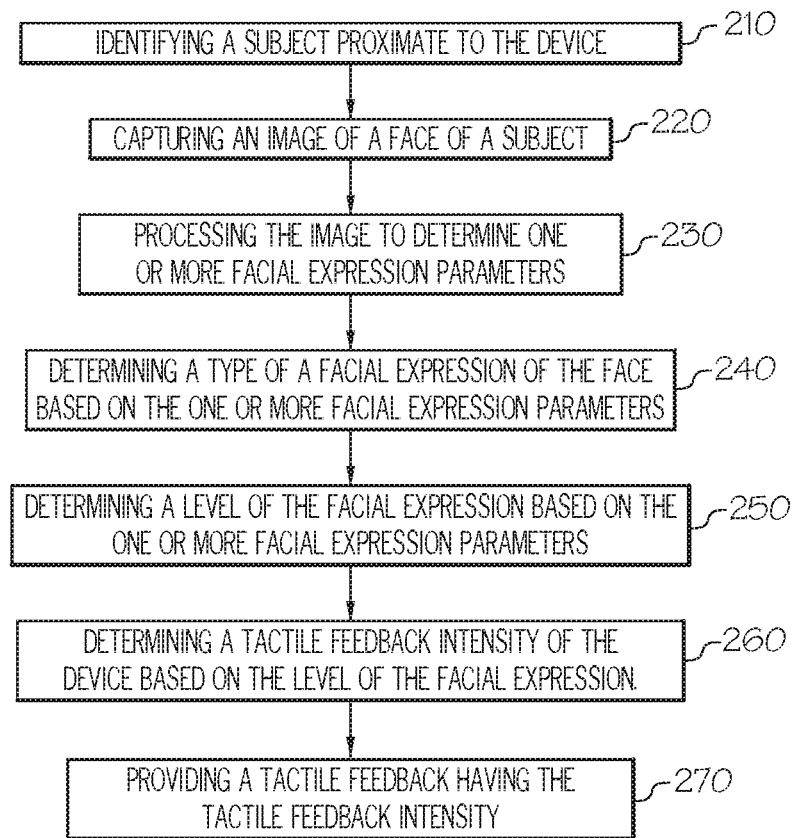 IDENTIFYING A SUBJECT PROXIMATE TO THE DEVICE
210
CAPTURING AN IMAGE OF A FACE OF A SUBJECT
220
PROCESSING THE IMAGE TO DETERMINE ONE
OR MORE FACIAL EXPRESSION PARAMETERS
230
DETERMINING A TYPE OF A FACIAL EXPRESSION OF THE FACE
BASED ON THE ONE OR MORE FACIAL EXPRESSION PARAMETERS
240
DETERMINING A LEVEL OF THE FACIAL EXPRESSION BASED ON THE
ONE OR MORE FACIAL EXPRESSION PARAMETERS
250
DETERMINING A TACTILE FEEDBACK INTENSITY OF THE
DEVICE BASED ON THE LEVEL OF THE FACIAL EXPRESSION.
260
PROVIDING A TACTILE FEEDBACK HAVING THE
TACTILE FEEDBACK INTENSITY
270